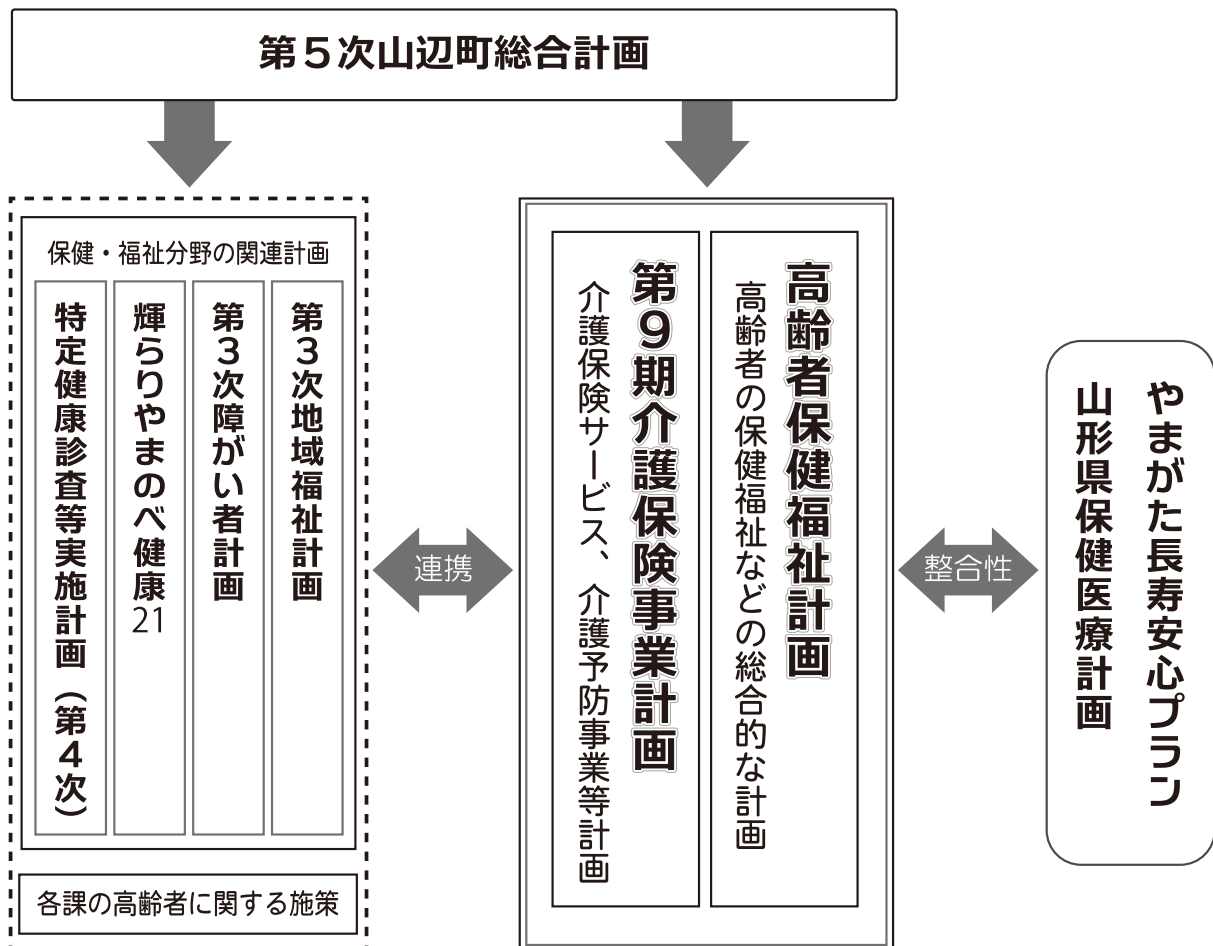 第5次山辺町総合計画
保健・福祉分野の関連計画
第3次地域福祉計画
第3次障がい者計画
輝らりやまのべ健康21
特定健康診査等実施計画（第4次）
各課の高齢者に関する施策
連携
高齢者保健福祉計画
高齢者の保健福祉などの総合的な計画
第9期介護保険事業計画
介護保険サービス、介護予防事業等計画
整合性
やまがた長寿安心プラン
山形県保健医療計画